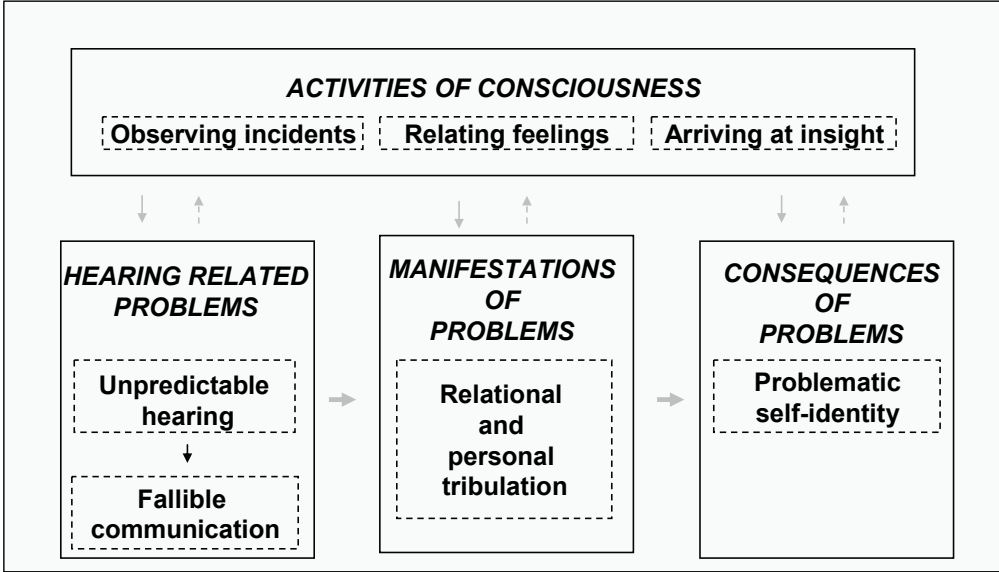 ACTIVITIES OF CONSCIOUSNESS
Observing incidents
Relating feelings
Arriving at insight
HEARING RELATED
PROBLEMS
Unpredictable
hearing
Fallible
communication
MANIFESTATIONS
OF
PROBLEMS
Relational
and
personal
tribulation
CONSEQUENCES
OF
PROBLEMS
Problematic
self-identity